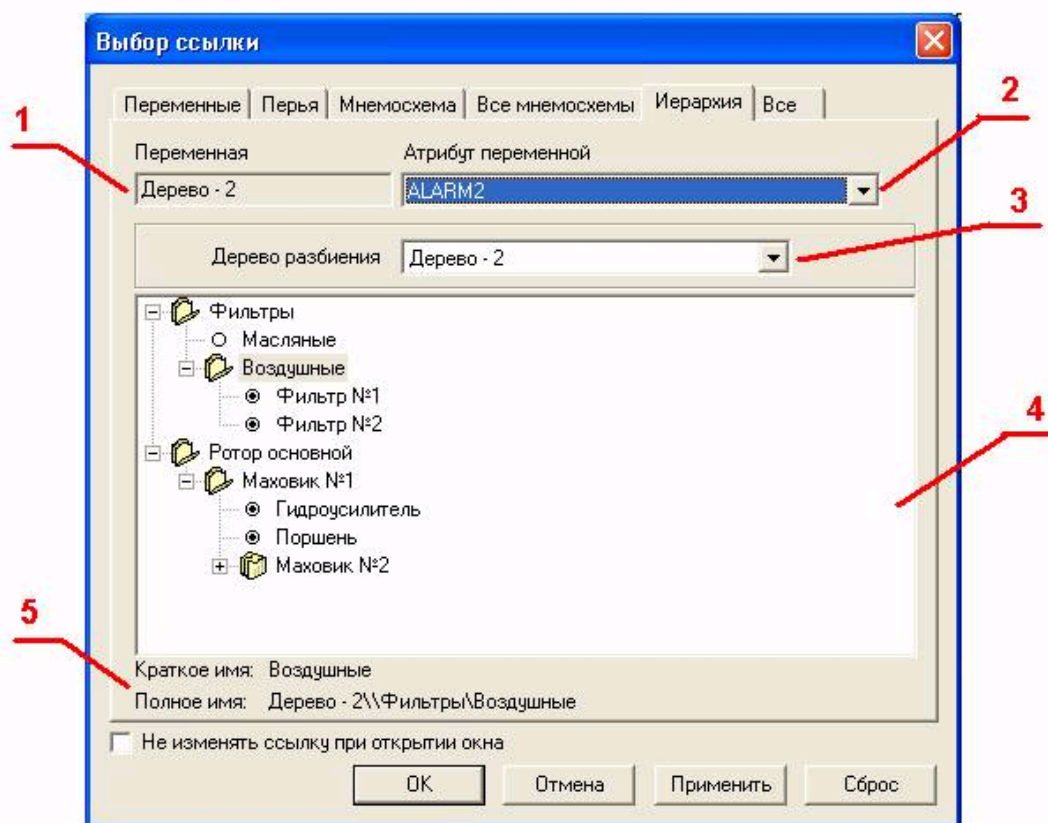 Выбор ссылки
Переменные Перья Мнемосхема Все мнемосхемы Иерархия Все
1
2
Переменная Атрибут переменной
Дерево - 2 ALARM2
3
Дерево разбиения Дерево - 2
Фильтры
Масляные
Воздушные
Фильтр №1
Фильтр №2
4
Ротор основной
Маховик №1
Гидроусилитель
Поршень
Маховик №2
5
Краткое имя: Воздушные
Полное имя: Дерево - 2\\Фильтры\Воздушные
Не изменять ссылку при открытии окна
OK Отмена Применить Сброс